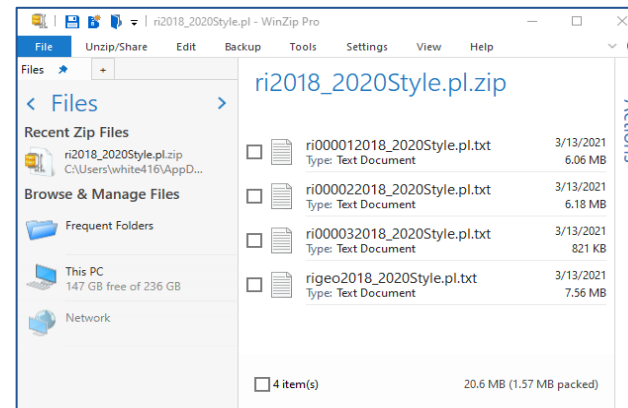 ri2018_2020Style.pl - WinZip Pro
File Unzip/Share Edit Backup Tools Settings View Help
Files +
< Files >
Recent Zip Files
ri2018_2020Style.pl.zip
C:\Users\white416\AppD...
Browse & Manage Files
Frequent Folders
This PC
147 GB free of 236 GB
Network
ri2018_2020Style.pl.zip
ri000012018_2020Style.pl.txt 3/13/2021
Type: Text Document 6.06 MB
ri000022018_2020Style.pl.txt 3/13/2021
Type: Text Document 6.18 MB
ri000032018_2020Style.pl.txt 3/13/2021
Type: Text Document 821 KB
rigeo2018_2020Style.pl.txt 3/13/2021
Type: Text Document 7.56 MB
4 item(s) 20.6 MB (1.57 MB packed)
Actions